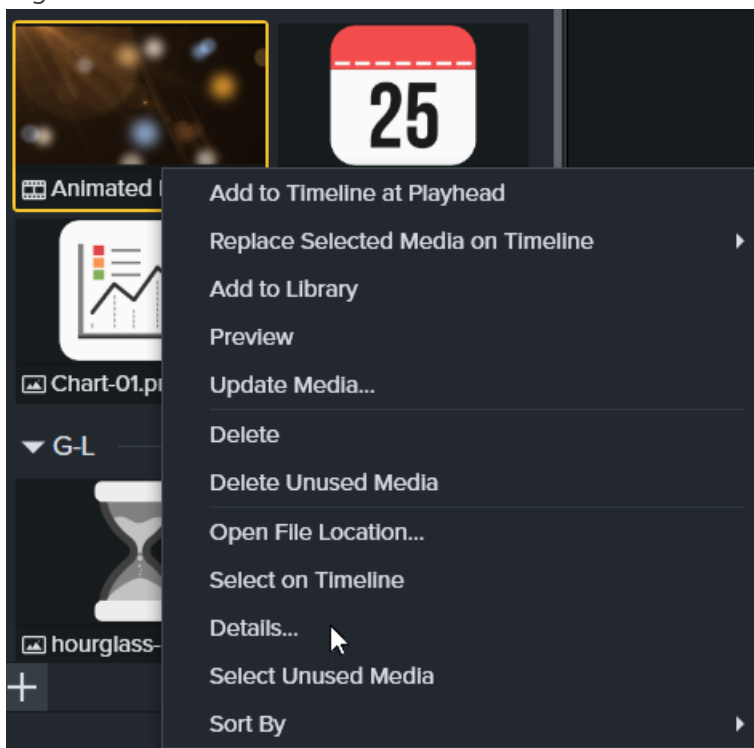 25
Animated
Chart-01.p
G-L
hourglass-
Add to Timeline at Playhead
Replace Selected Media on Timeline
Add to Library
Preview
Update Media...
Delete
Delete Unused Media
Open File Location...
Select on Timeline
Details...
Select Unused Media
Sort By